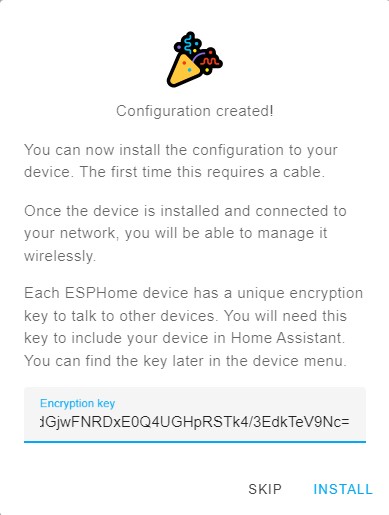 Configuration created!
You can now install the configuration to your
device. The first time this requires a cable.
Once the device is installed and connected to
your network, you will be able to manage it
wirelessly.
Each ESPHome device has a unique encryption
key to talk to other devices. You will need this
key to include your device in Home Assistant.
You can find the key later in the device menu.
Encryption key
dGjwFNRDxE0Q4UGHpRSTk4/3EdkTeV9Nc=
SKIP INSTALL